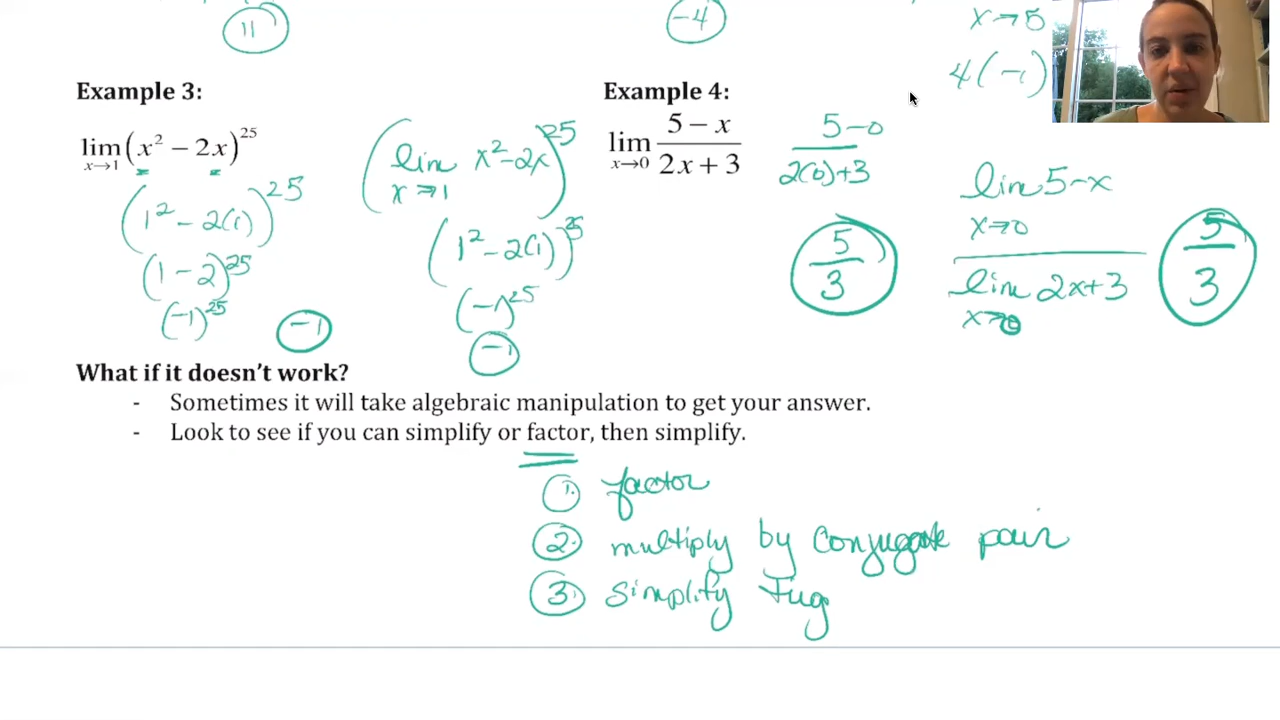 11
-4
x→5
4(-1)
Example 3:
lim x→1 (x² − 2x)^25
(1² - 2(1))^25
(1-2)^25
(-1)^25
-1
(lim x→1 x²-2x)^25
(1²-2(1))^25
(-1)^25
-1
Example 4:
lim x→0 (5 − x)/(2x + 3)
(5-0)/(2(0)+3)
5/3
lim x→0 5-x
lim x→0 2x+3
5/3
What if it doesn't work?
- Sometimes it will take algebraic manipulation to get your answer.
- Look to see if you can simplify or factor, then simplify.
1. factor
2. multiply by conjugate pair
3. simplify